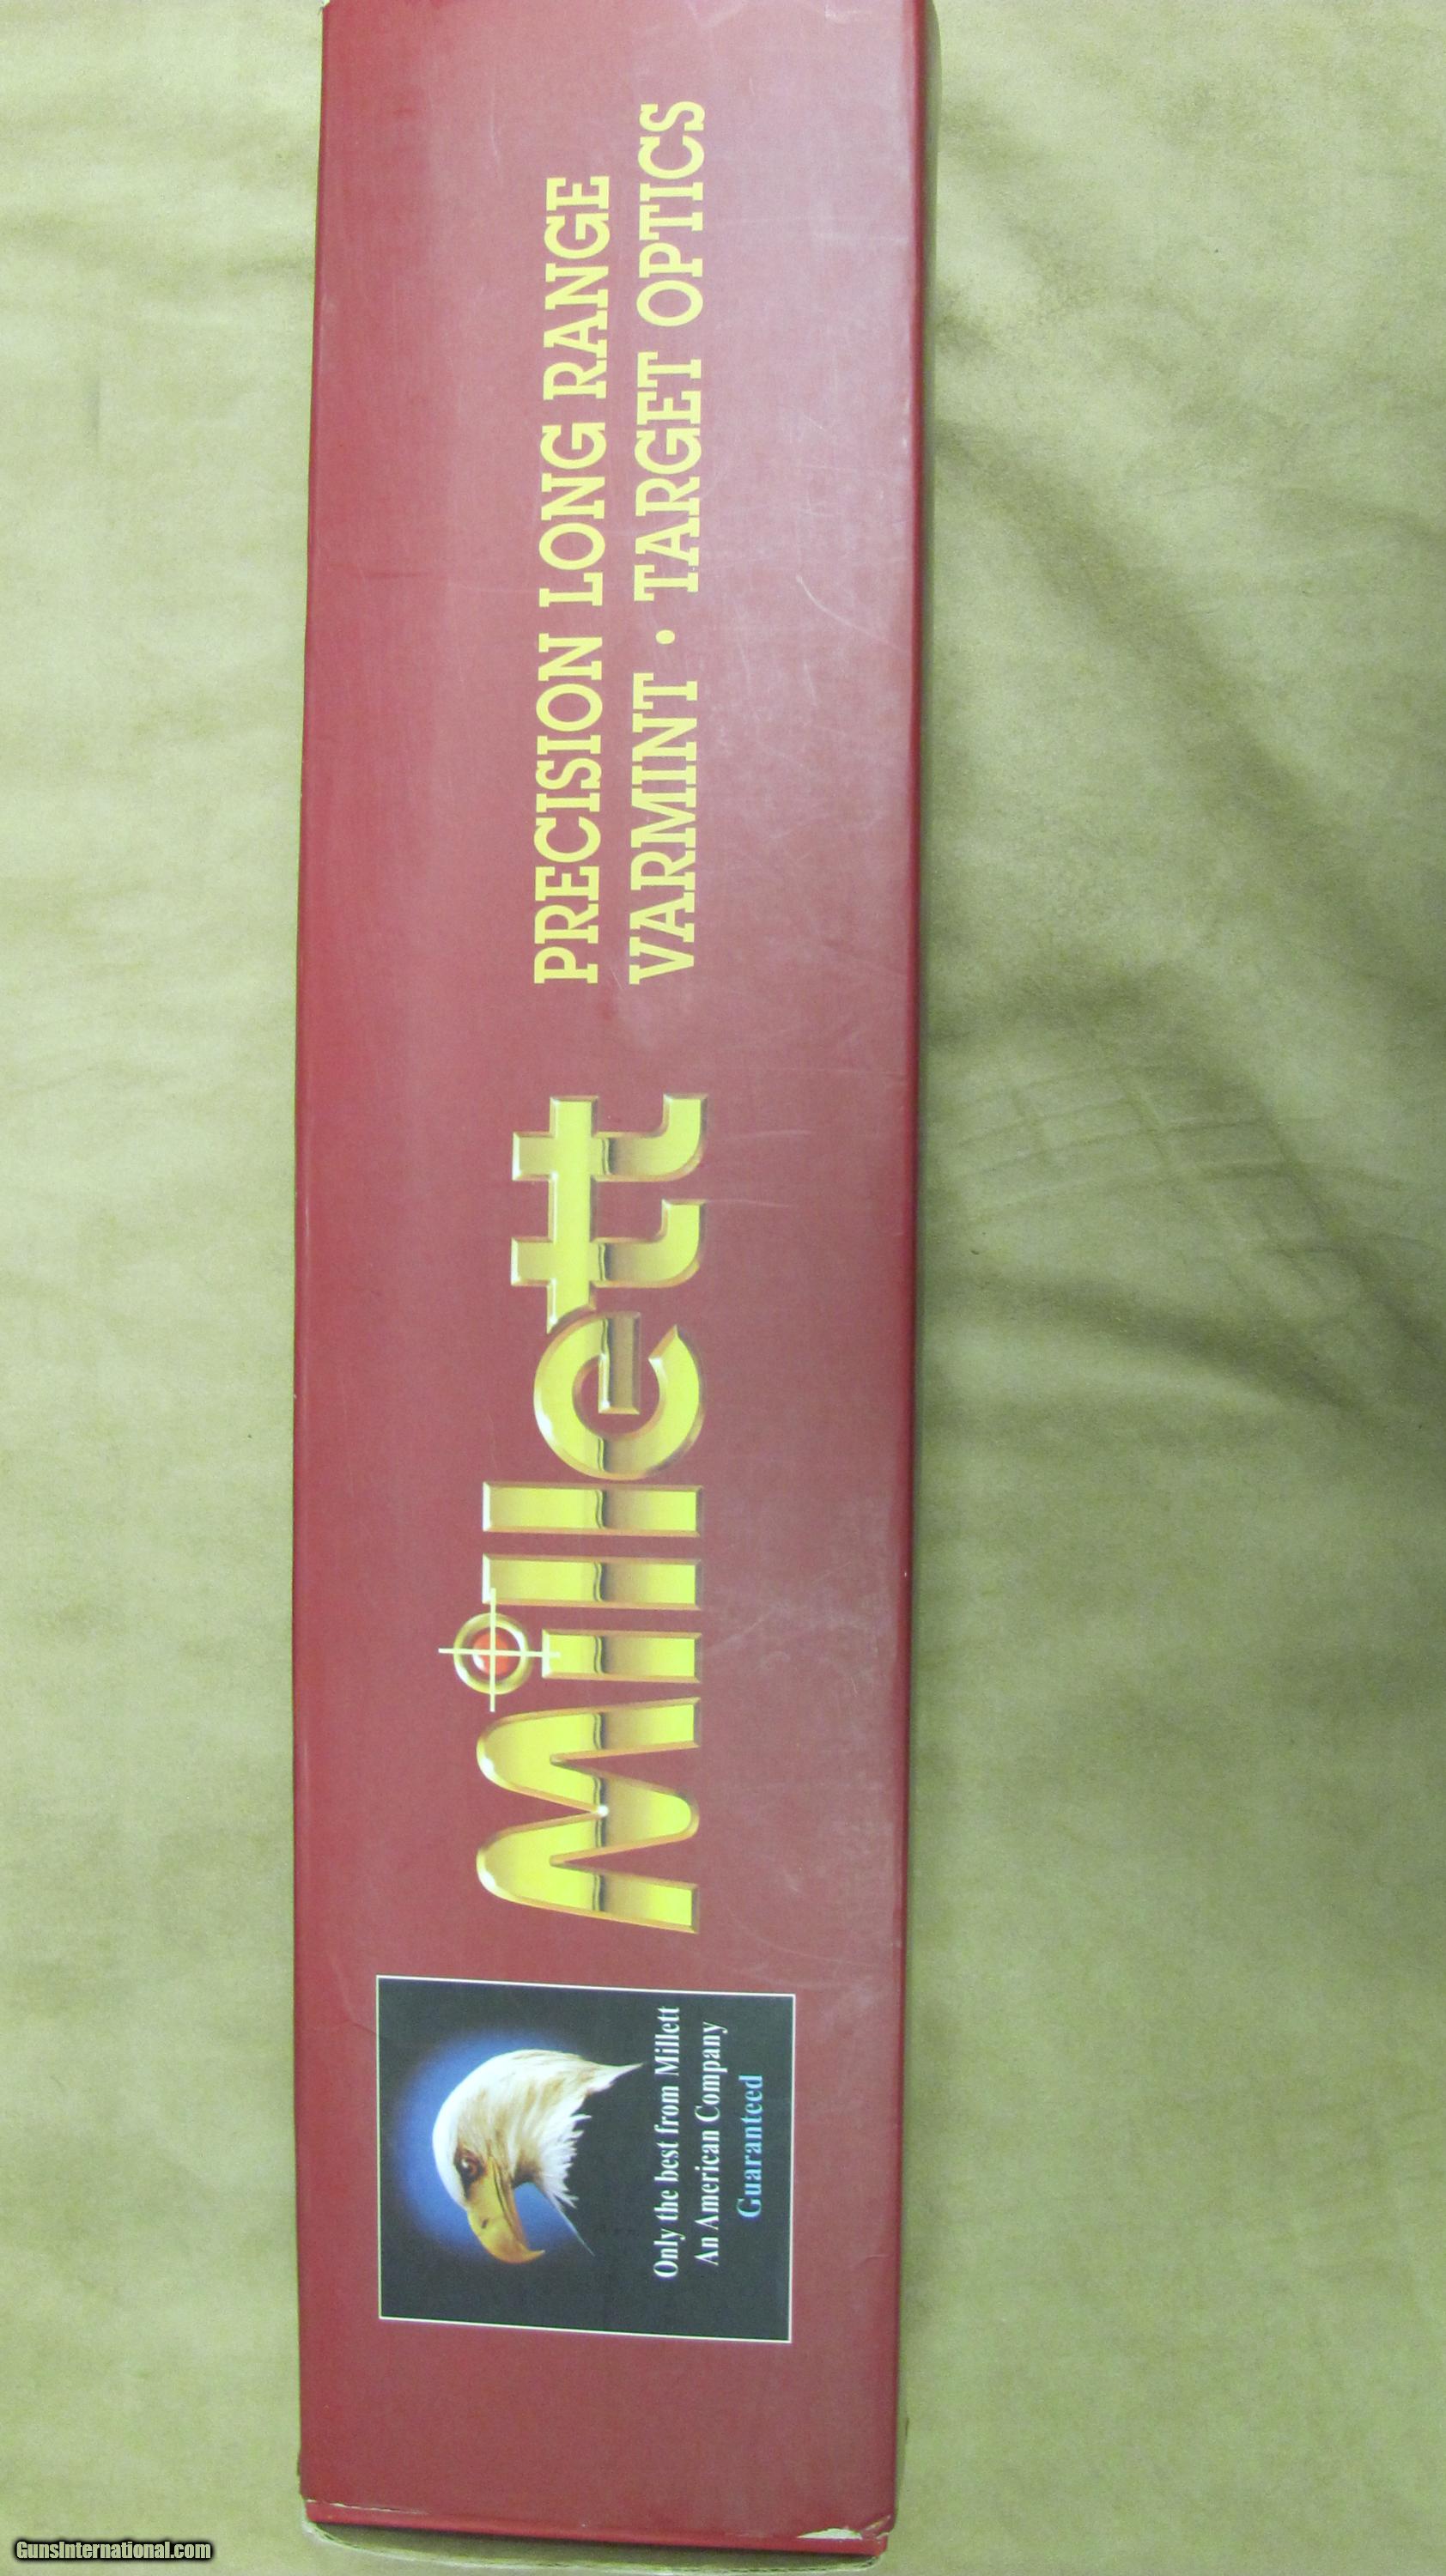 Millett
PRECISION LONG RANGE
VARMINT • TARGET OPTICS
Only the best from Millett
An American Company
Guaranteed
GunsInternational.com